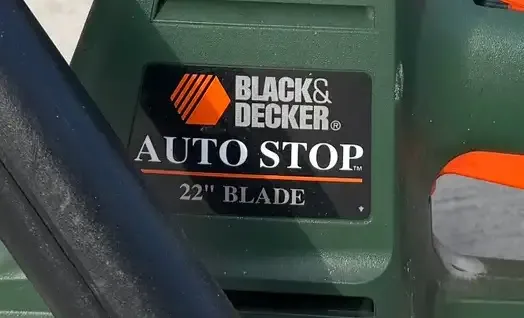 BLACK&
DECKER®
AUTO STOP™
22" BLADE